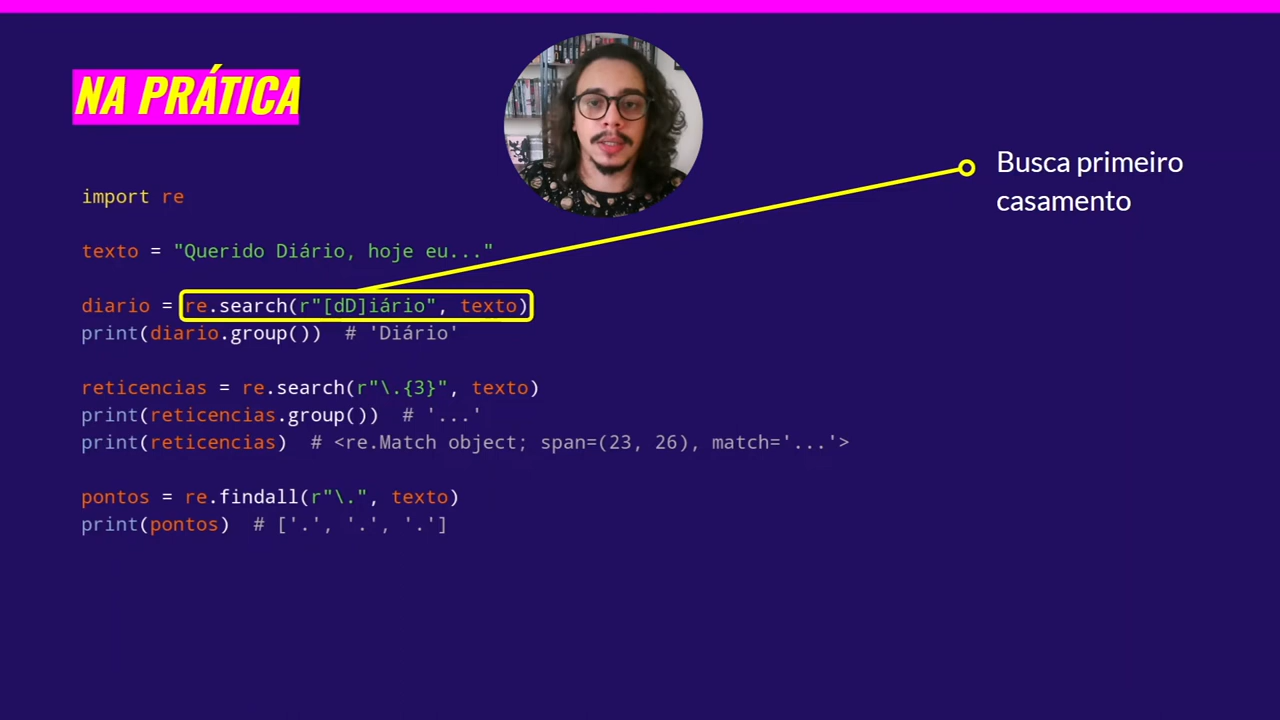 NA PRÁTICA
Busca primeiro
casamento
import re
texto = "Querido Diário, hoje eu..."
diario = re.search(r"[dD]iário", texto)
print(diario.group())  # 'Diário'
reticencias = re.search(r"\.{3}", texto)
print(reticencias.group())  # '...'
print(reticencias)  # <re.Match object; span=(23, 26), match='...'>
pontos = re.findall(r"\.", texto)
print(pontos)  # ['.', '.', '.']